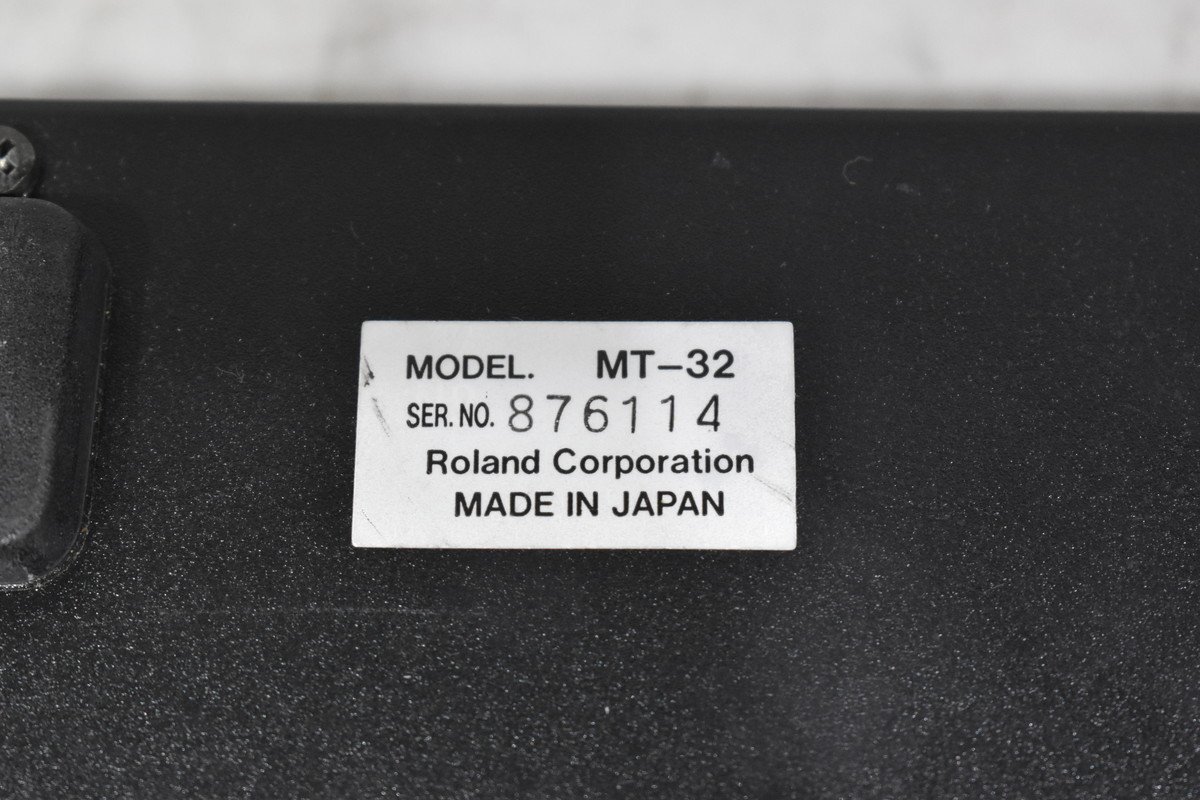 MODEL. MT-32
SER. NO. 876114
Roland Corporation
MADE IN JAPAN